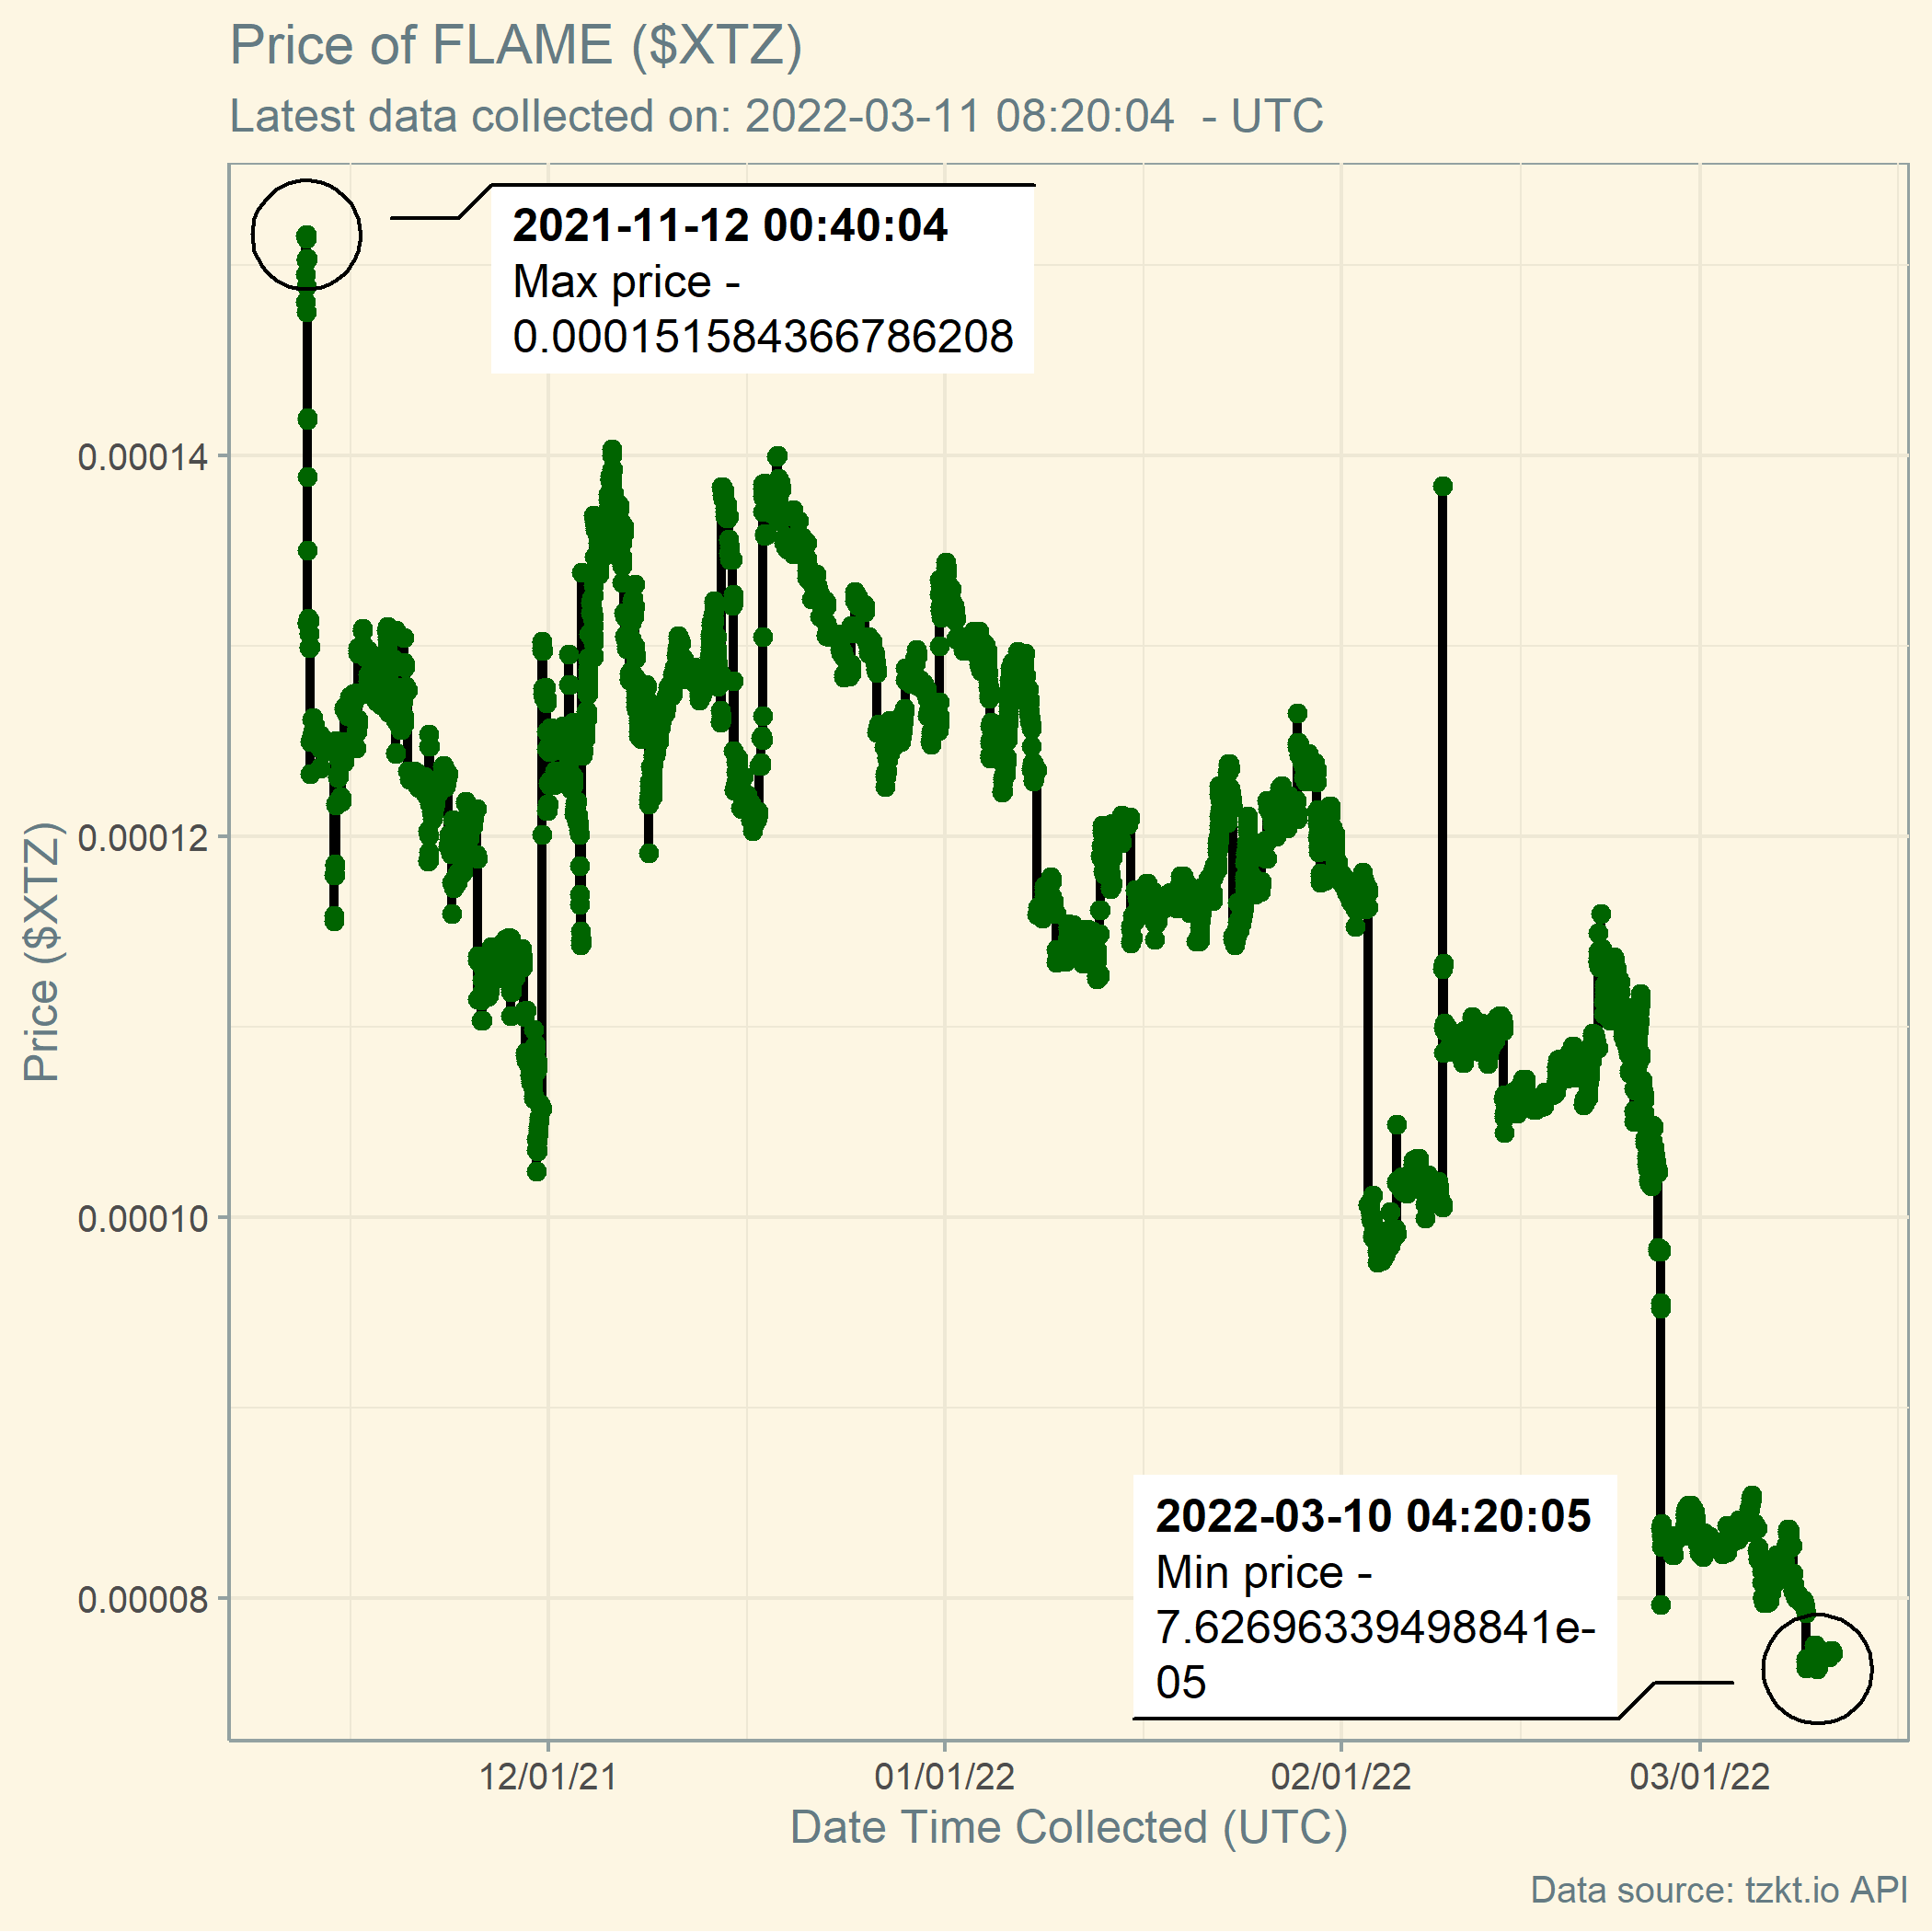 Price of FLAME ($XTZ)
Latest data collected on: 2022-03-11 08:20:04  - UTC
2021-11-12 00:40:04
Max price -
0.000151584366786208
0.00014
0.00012
0.00010
0.00008
Price ($XTZ)
2022-03-10 04:20:05
Min price -
7.62696339498841e-
05
12/01/21
01/01/22
02/01/22
03/01/22
Date Time Collected (UTC)
Data source: tzkt.io API